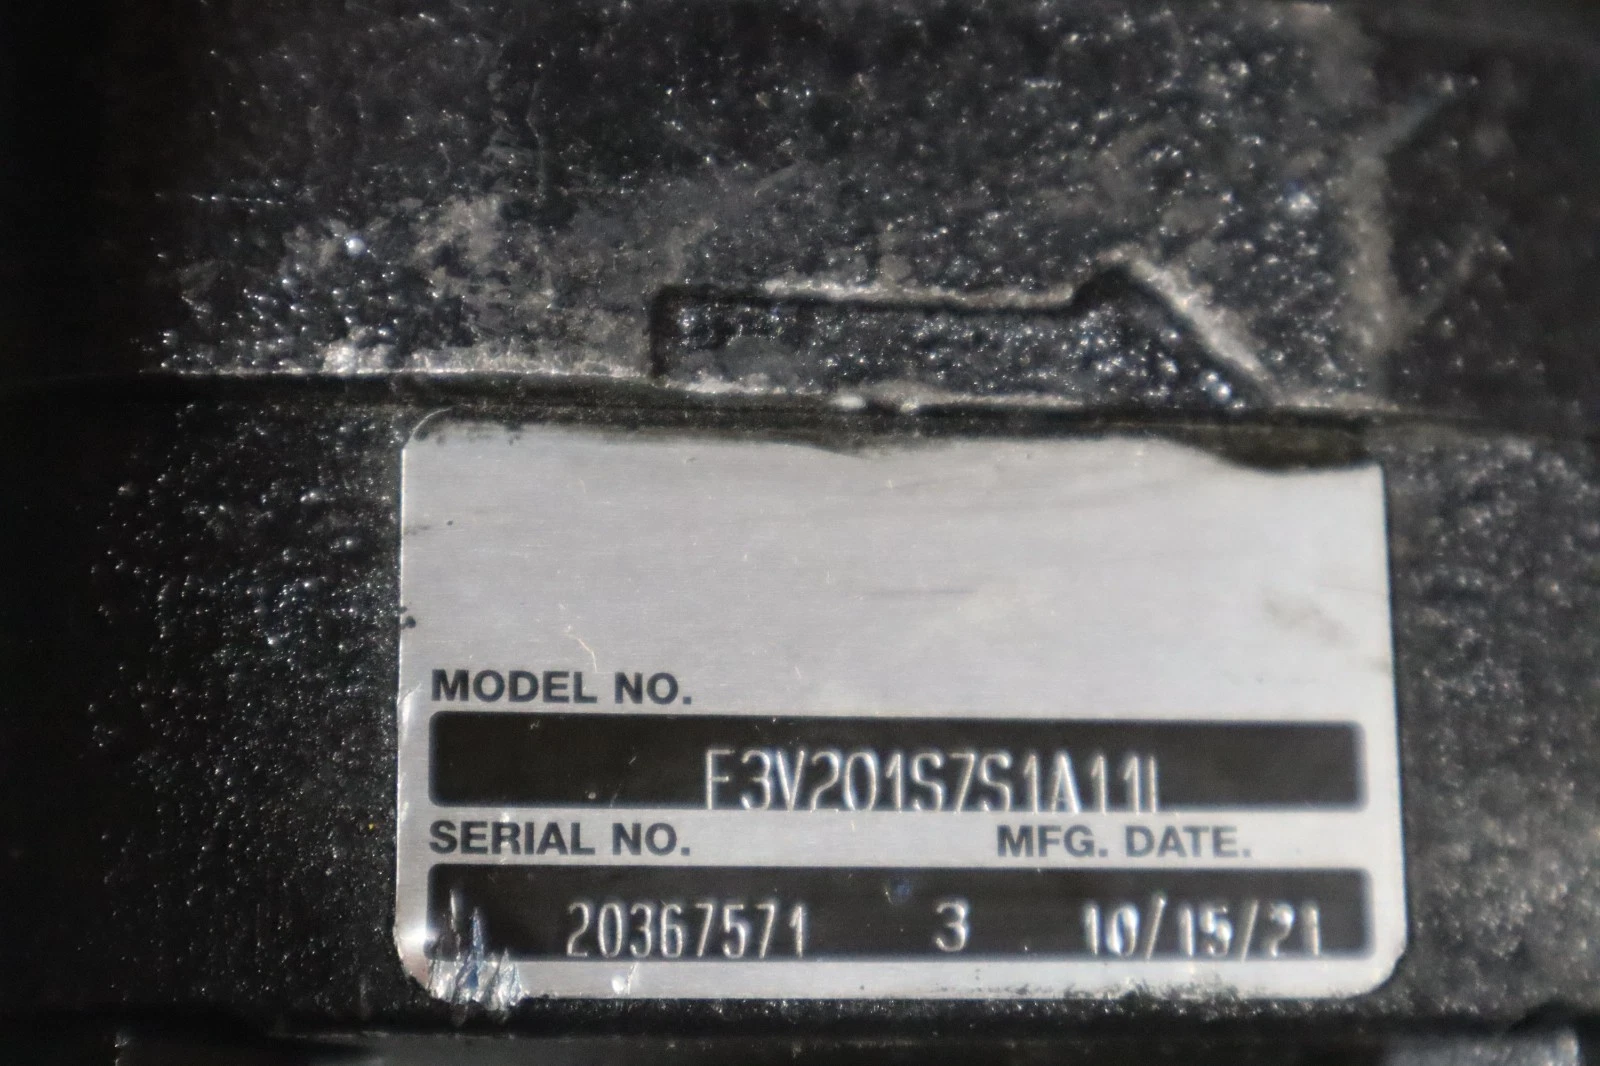 MODEL NO.
F3V201S7S1A11L
SERIAL NO. MFG. DATE.
20367571 3 10/15/21